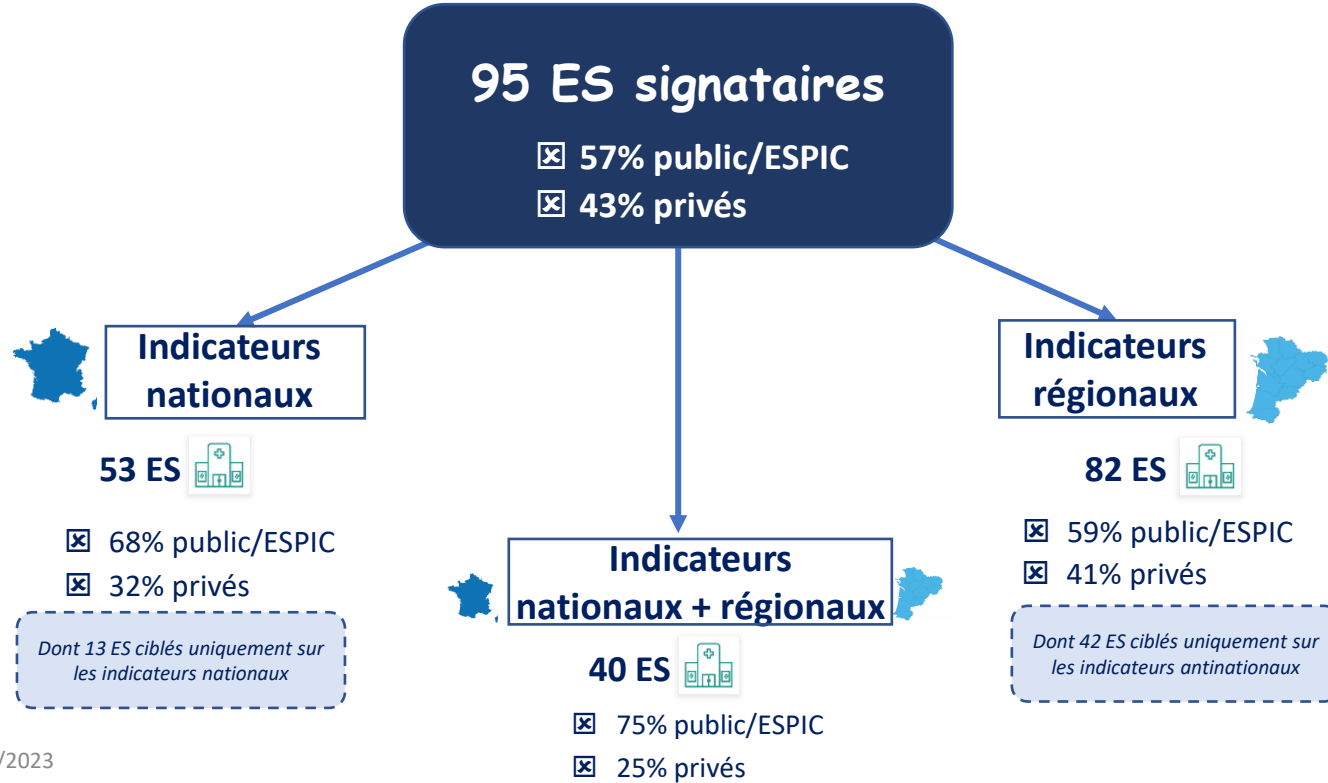 95 ES signataires
57% public/ESPIC
43% privés
Indicateurs
nationaux
53 ES
68% public/ESPIC
32% privés
Dont 13 ES ciblés uniquement sur
les indicateurs nationaux
Indicateurs
nationaux + régionaux
40 ES
75% public/ESPIC
25% privés
Indicateurs
régionaux
82 ES
59% public/ESPIC
41% privés
Dont 42 ES ciblés uniquement sur
les indicateurs antinationaux
/2023